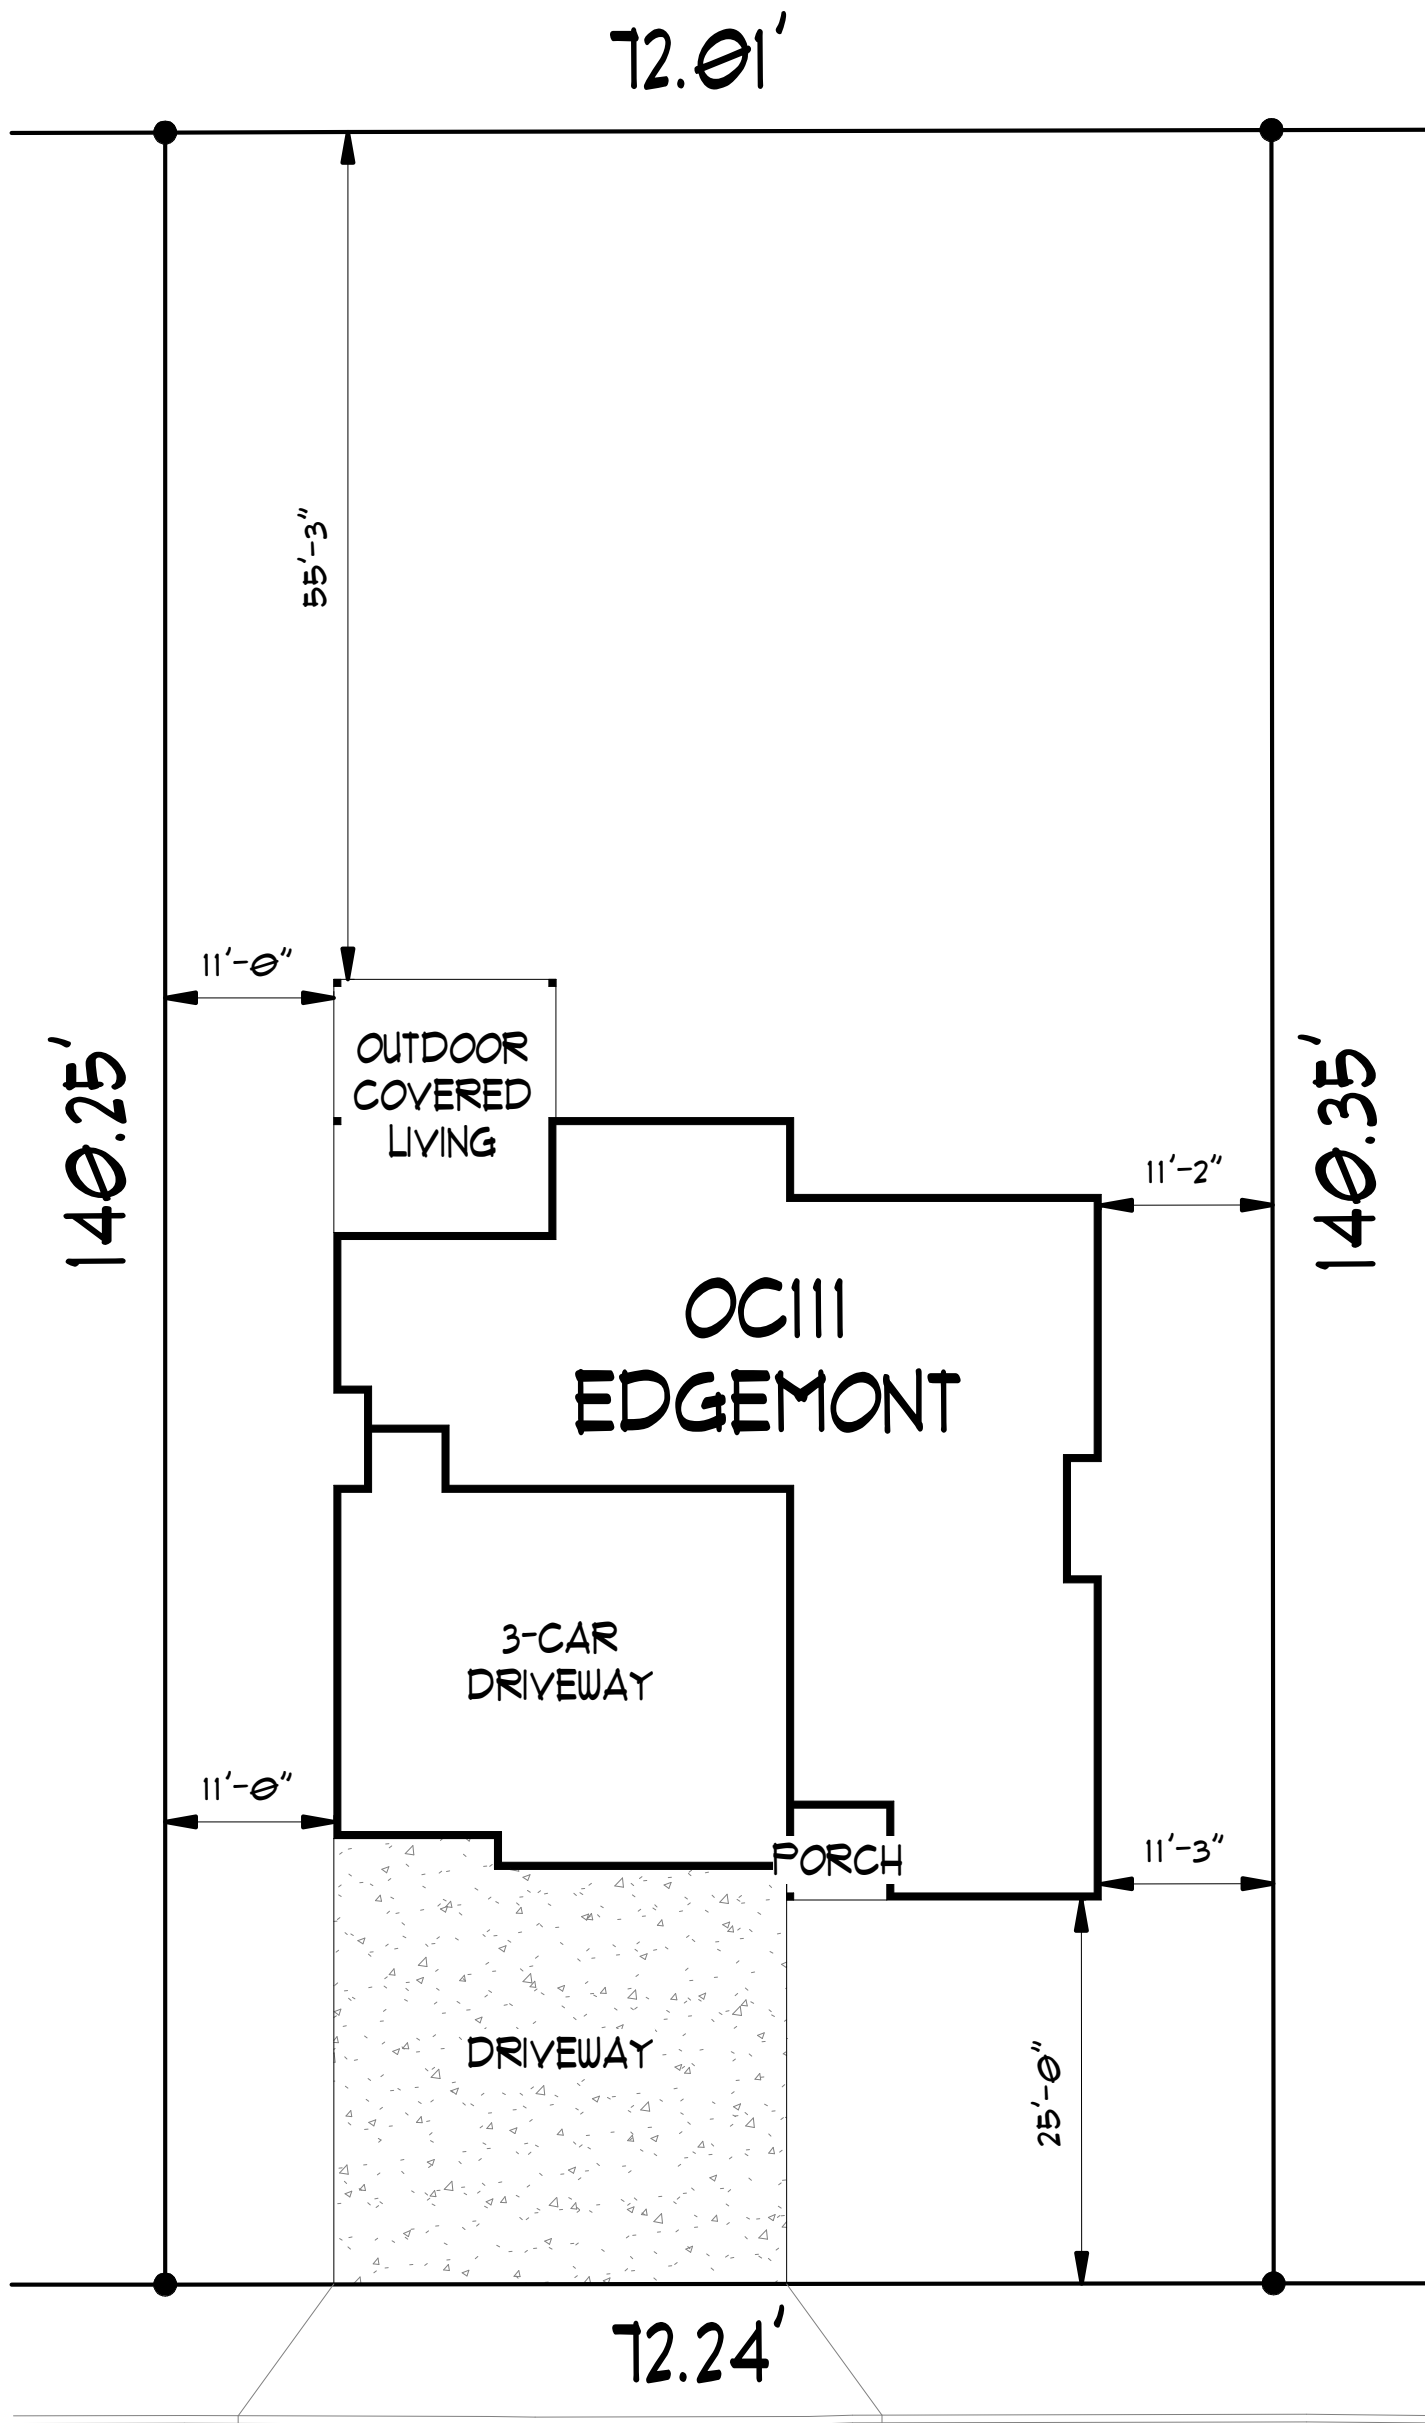 72.01'
55'-3"
11'-0"
OUTDOOR
COVERED
LIVING
140.25'
140.35'
11'-2"
OC111
EDGEMONT
3-CAR
DRIVEWAY
11'-0"
PORCH
11'-3"
DRIVEWAY
25'-0"
72.24'